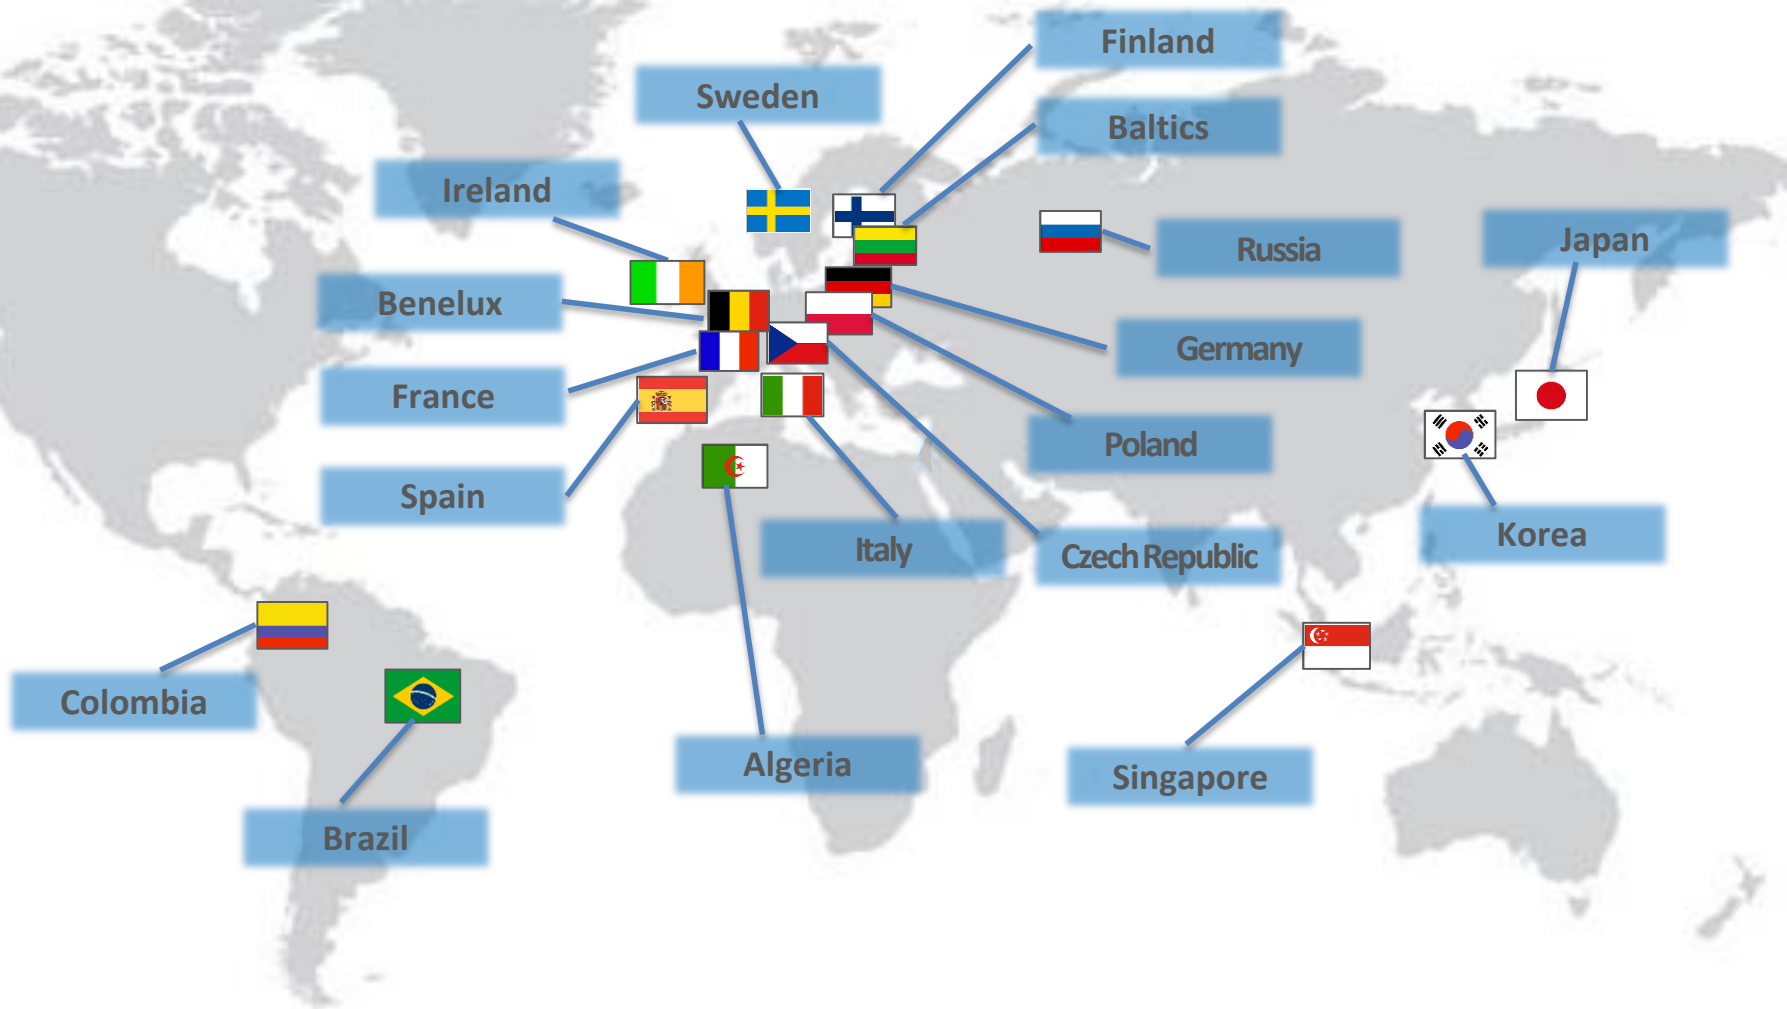 Finland
Sweden
Baltics
Ireland
Japan
Russia
Benelux
Germany
France
Poland
Spain
Korea
Italy
Czech Republic
Colombia
Algeria
Singapore
Brazil